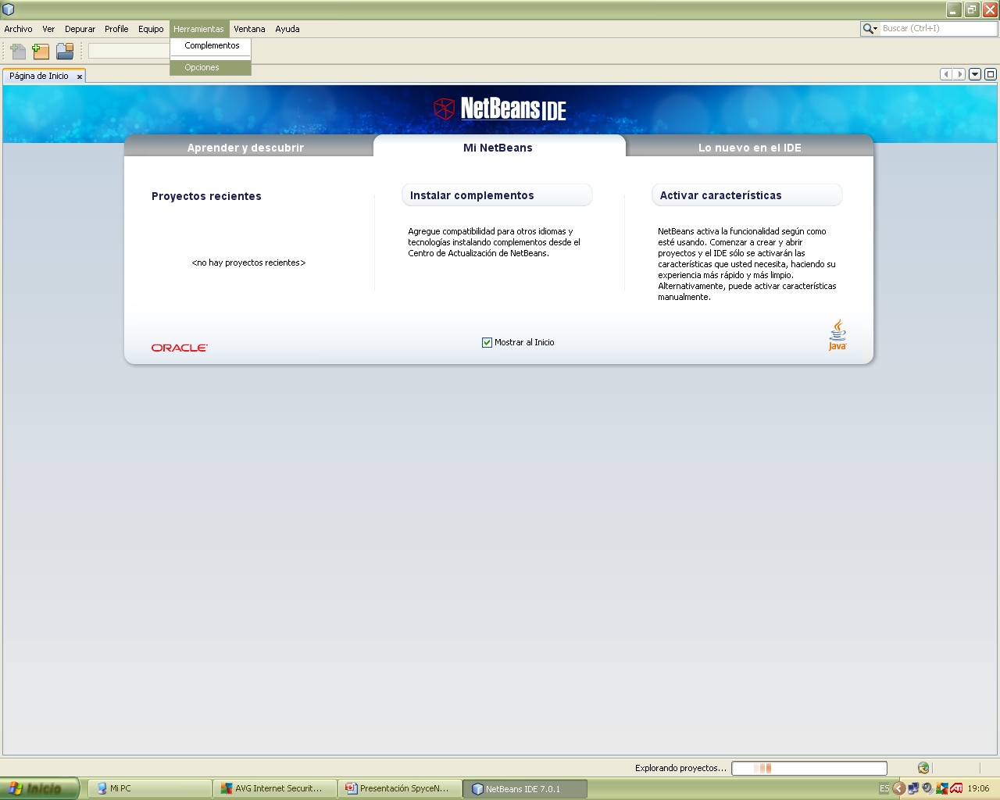 Archivo Ver Depurar Profile Equipo Herramientas Ventana Ayuda
Buscar (Ctrl+I)
Complementos
Opciones
Página de Inicio
NetBeans IDE
Aprender y descubrir
Mi NetBeans
Lo nuevo en el IDE
Proyectos recientes
<no hay proyectos recientes>
Instalar complementos
Agregue compatibilidad para otros idiomas y
tecnologías instalando complementos desde el
Centro de Actualización de NetBeans.
Activar características
NetBeans activa la funcionalidad según como
esté usando. Comenzar a crear y abrir
proyectos y el IDE sólo se activarán las
características que usted necesita, haciendo su
experiencia más rápido y más limpio.
Alternativamente, puede activar características
manualmente.
ORACLE
Mostrar al Inicio
Java
Explorando proyectos...
Inicio
Mi PC
AVG Internet Securit...
Presentación SpyceN...
NetBeans IDE 7.0.1
ES
19:06